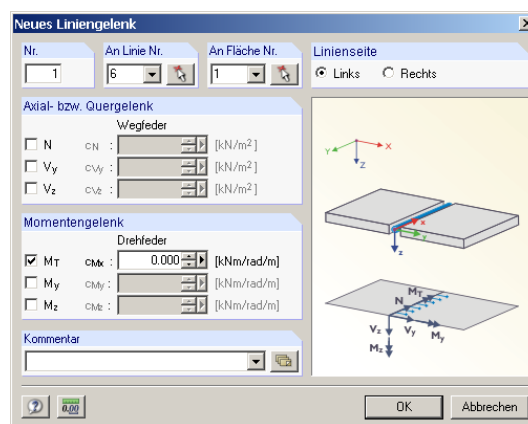 Neues Liniengelenk
Nr.
An Linie Nr.
An Fläche Nr.
Linienseite
1
6
1
Links
Rechts
Axial- bzw. Quergelenk
Wegfeder
N cN : [kN/m²]
Vy cVy : [kN/m²]
Vz cVz : [kN/m²]
Momentengelenk
Drehfeder
MT cMx : 0.000 [kNm/rad/m]
My cMy : [kNm/rad/m]
Mz cMz : [kNm/rad/m]
Kommentar
Y
X
Z
x
Y
z
MT
N
Vz
Vy
My
Mz
0.00
OK
Abbrechen